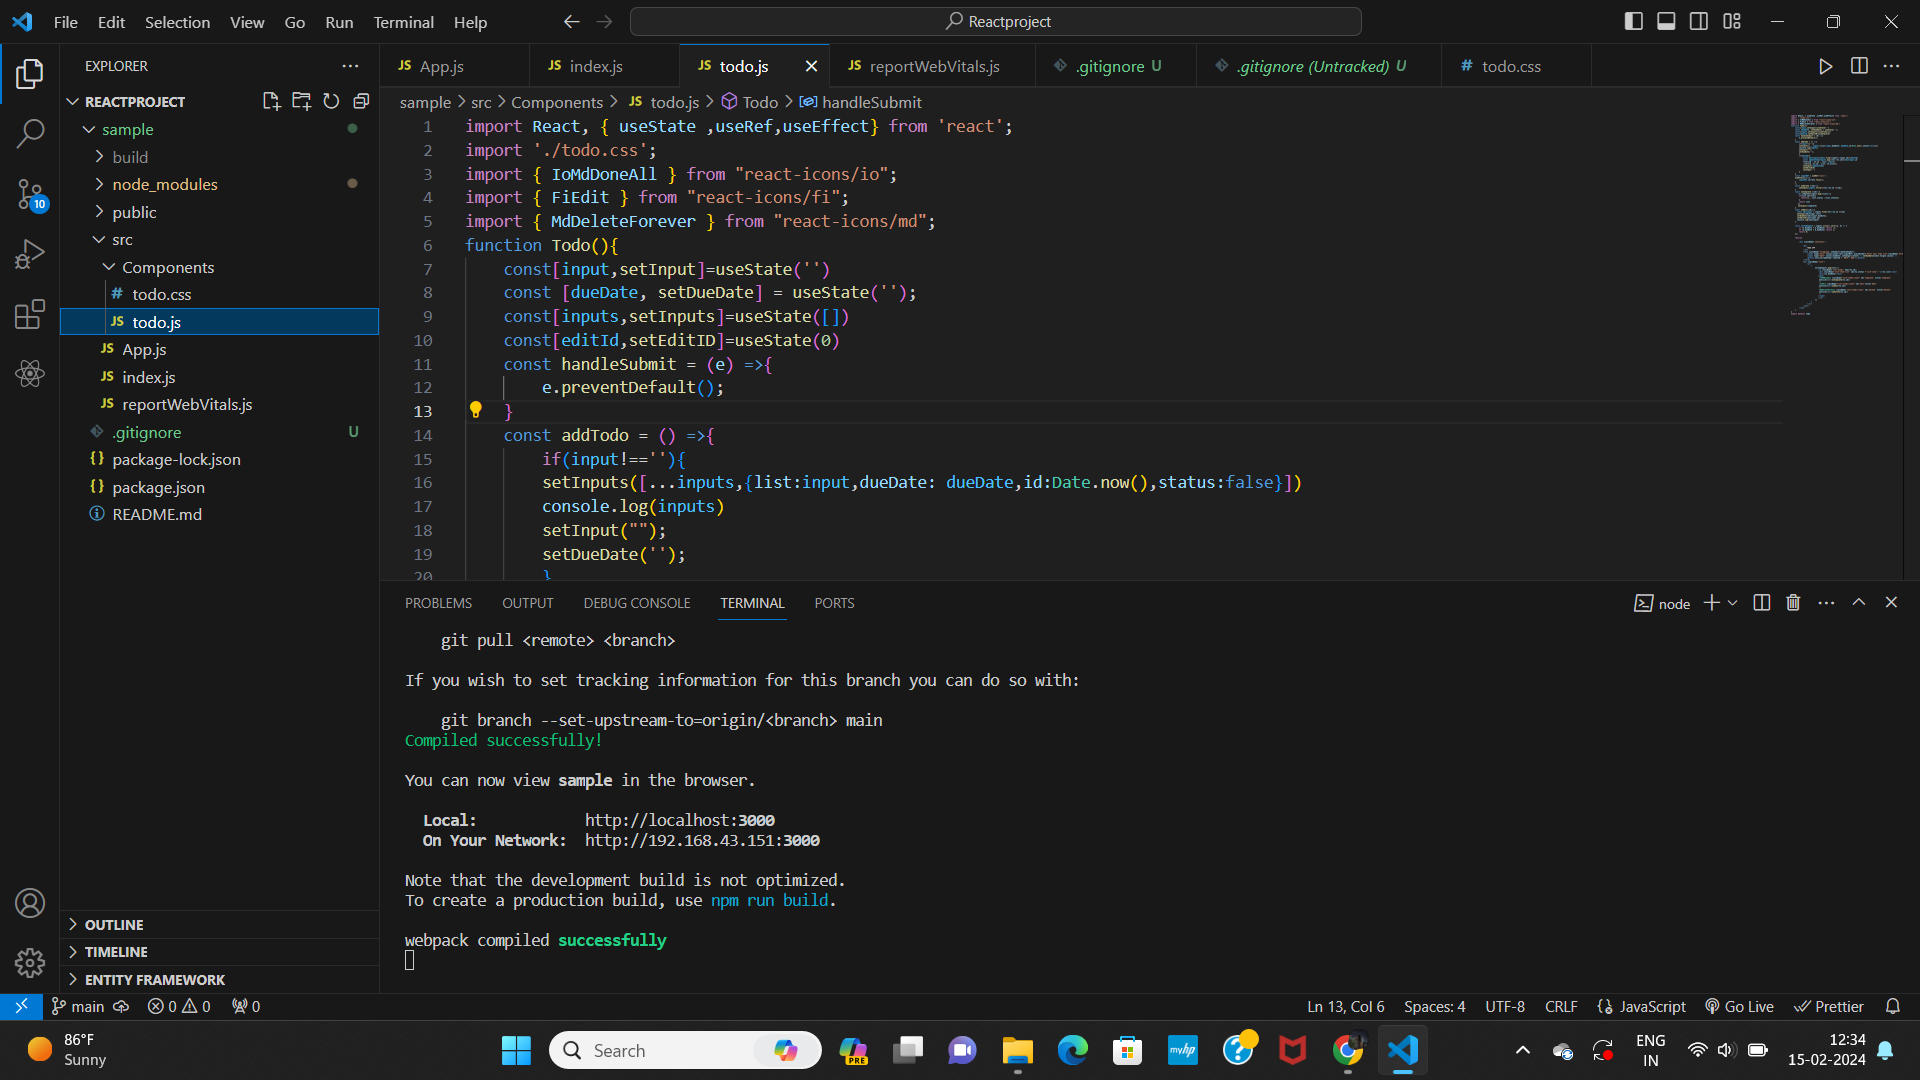 File Edit Selection View Go Run Terminal Help
Reactproject
EXPLORER
REACTPROJECT
sample
build
node_modules
public
src
Components
# todo.css
JS todo.js
JS App.js
JS index.js
JS reportWebVitals.js
.gitignore U
{} package-lock.json
{} package.json
README.md
OUTLINE
TIMELINE
ENTITY FRAMEWORK
10
JS App.js JS index.js JS todo.js JS reportWebVitals.js .gitignore U .gitignore (Untracked) U # todo.css
sample > src > Components > JS todo.js > Todo > handleSubmit
1 import React, { useState ,useRef,useEffect} from 'react';
2 import './todo.css';
3 import { IoMdDoneAll } from "react-icons/io";
4 import { FiEdit } from "react-icons/fi";
5 import { MdDeleteForever } from "react-icons/md";
6 function Todo(){
7 const[input,setInput]=useState('')
8 const [dueDate, setDueDate] = useState('');
9 const[inputs,setInputs]=useState([])
10 const[editId,setEditID]=useState(0)
11 const handleSubmit = (e) =>{
12 e.preventDefault();
13 }
14 const addTodo = () =>{
15 if(input!==''){
16 setInputs([...inputs,{list:input,dueDate: dueDate,id:Date.now(),status:false}])
17 console.log(inputs)
18 setInput("");
19 setDueDate('');
20 }
PROBLEMS OUTPUT DEBUG CONSOLE TERMINAL PORTS
node
git pull <remote> <branch>
If you wish to set tracking information for this branch you can do so with:
git branch --set-upstream-to=origin/<branch> main
Compiled successfully!
You can now view sample in the browser.
Local: http://localhost:3000
On Your Network: http://192.168.43.151:3000
Note that the development build is not optimized.
To create a production build, use npm run build.
webpack compiled successfully
main 0 0 0
Ln 13, Col 6 Spaces: 4 UTF-8 CRLF {} JavaScript Go Live Prettier
86°F
Sunny
Search
PRE
myhp
ENG
IN
12:34
15-02-2024